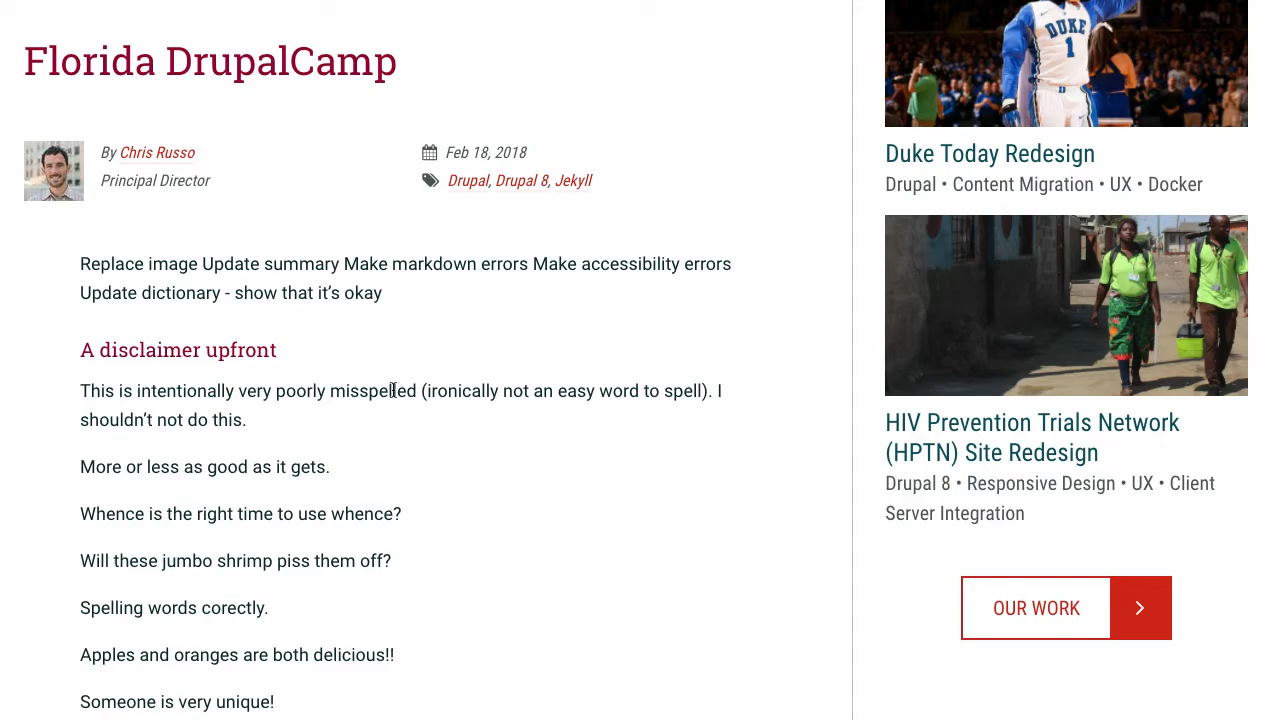 Florida DrupalCamp
By Chris Russo
Principal Director
Feb 18, 2018
Drupal, Drupal 8, Jekyll
Replace image Update summary Make markdown errors Make accessibility errors
Update dictionary - show that it’s okay
A disclaimer upfront
This is intentionally very poorly misspelled (ironically not an easy word to spell). I
shouldn’t not do this.
More or less as good as it gets.
Whence is the right time to use whence?
Will these jumbo shrimp piss them off?
Spelling words corectly.
Apples and oranges are both delicious!!
Someone is very unique!
DUKE
1
Duke Today Redesign
Drupal • Content Migration • UX • Docker
HIV Prevention Trials Network
(HPTN) Site Redesign
Drupal 8 • Responsive Design • UX • Client
Server Integration
OUR WORK